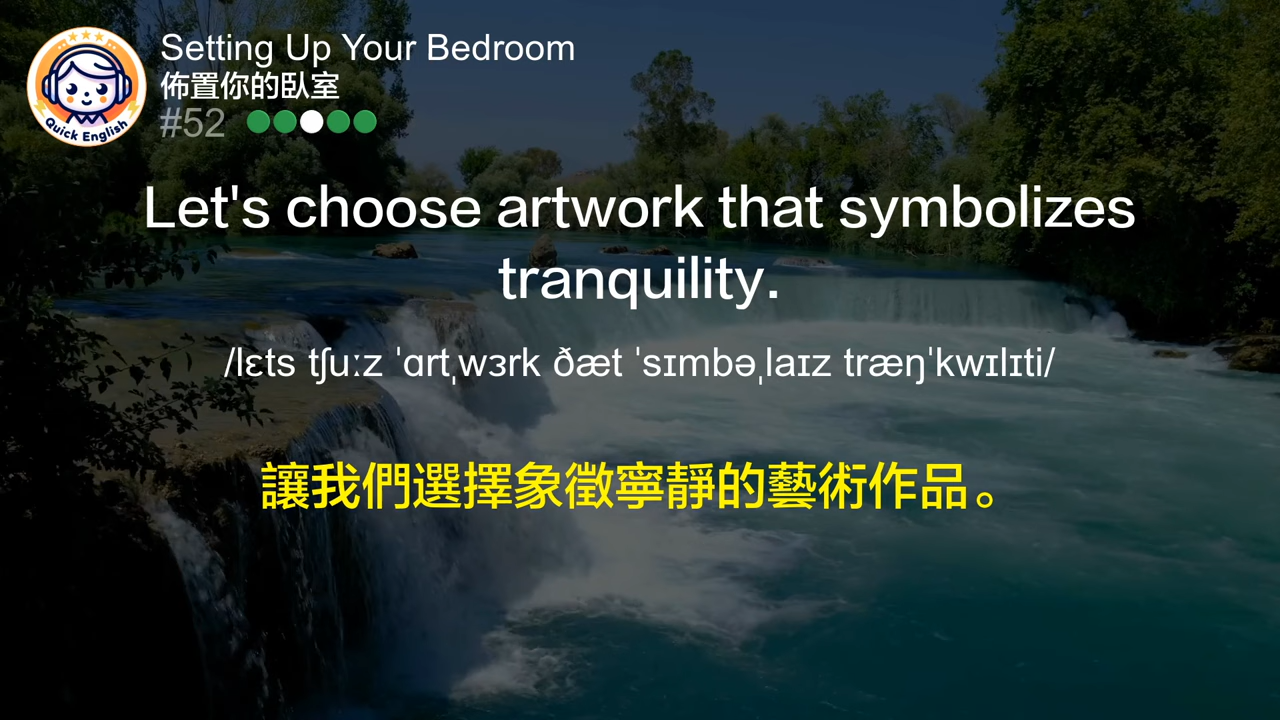 Setting Up Your Bedroom
佈置你的臥室
#52
Quick English
Let's choose artwork that symbolizes
tranquility.
/lɛts tʃuːz ˈɑrtˌwɜrk ðæt ˈsɪmbəˌlaɪz træŋˈkwɪlɪti/
讓我們選擇象徵寧靜的藝術作品。